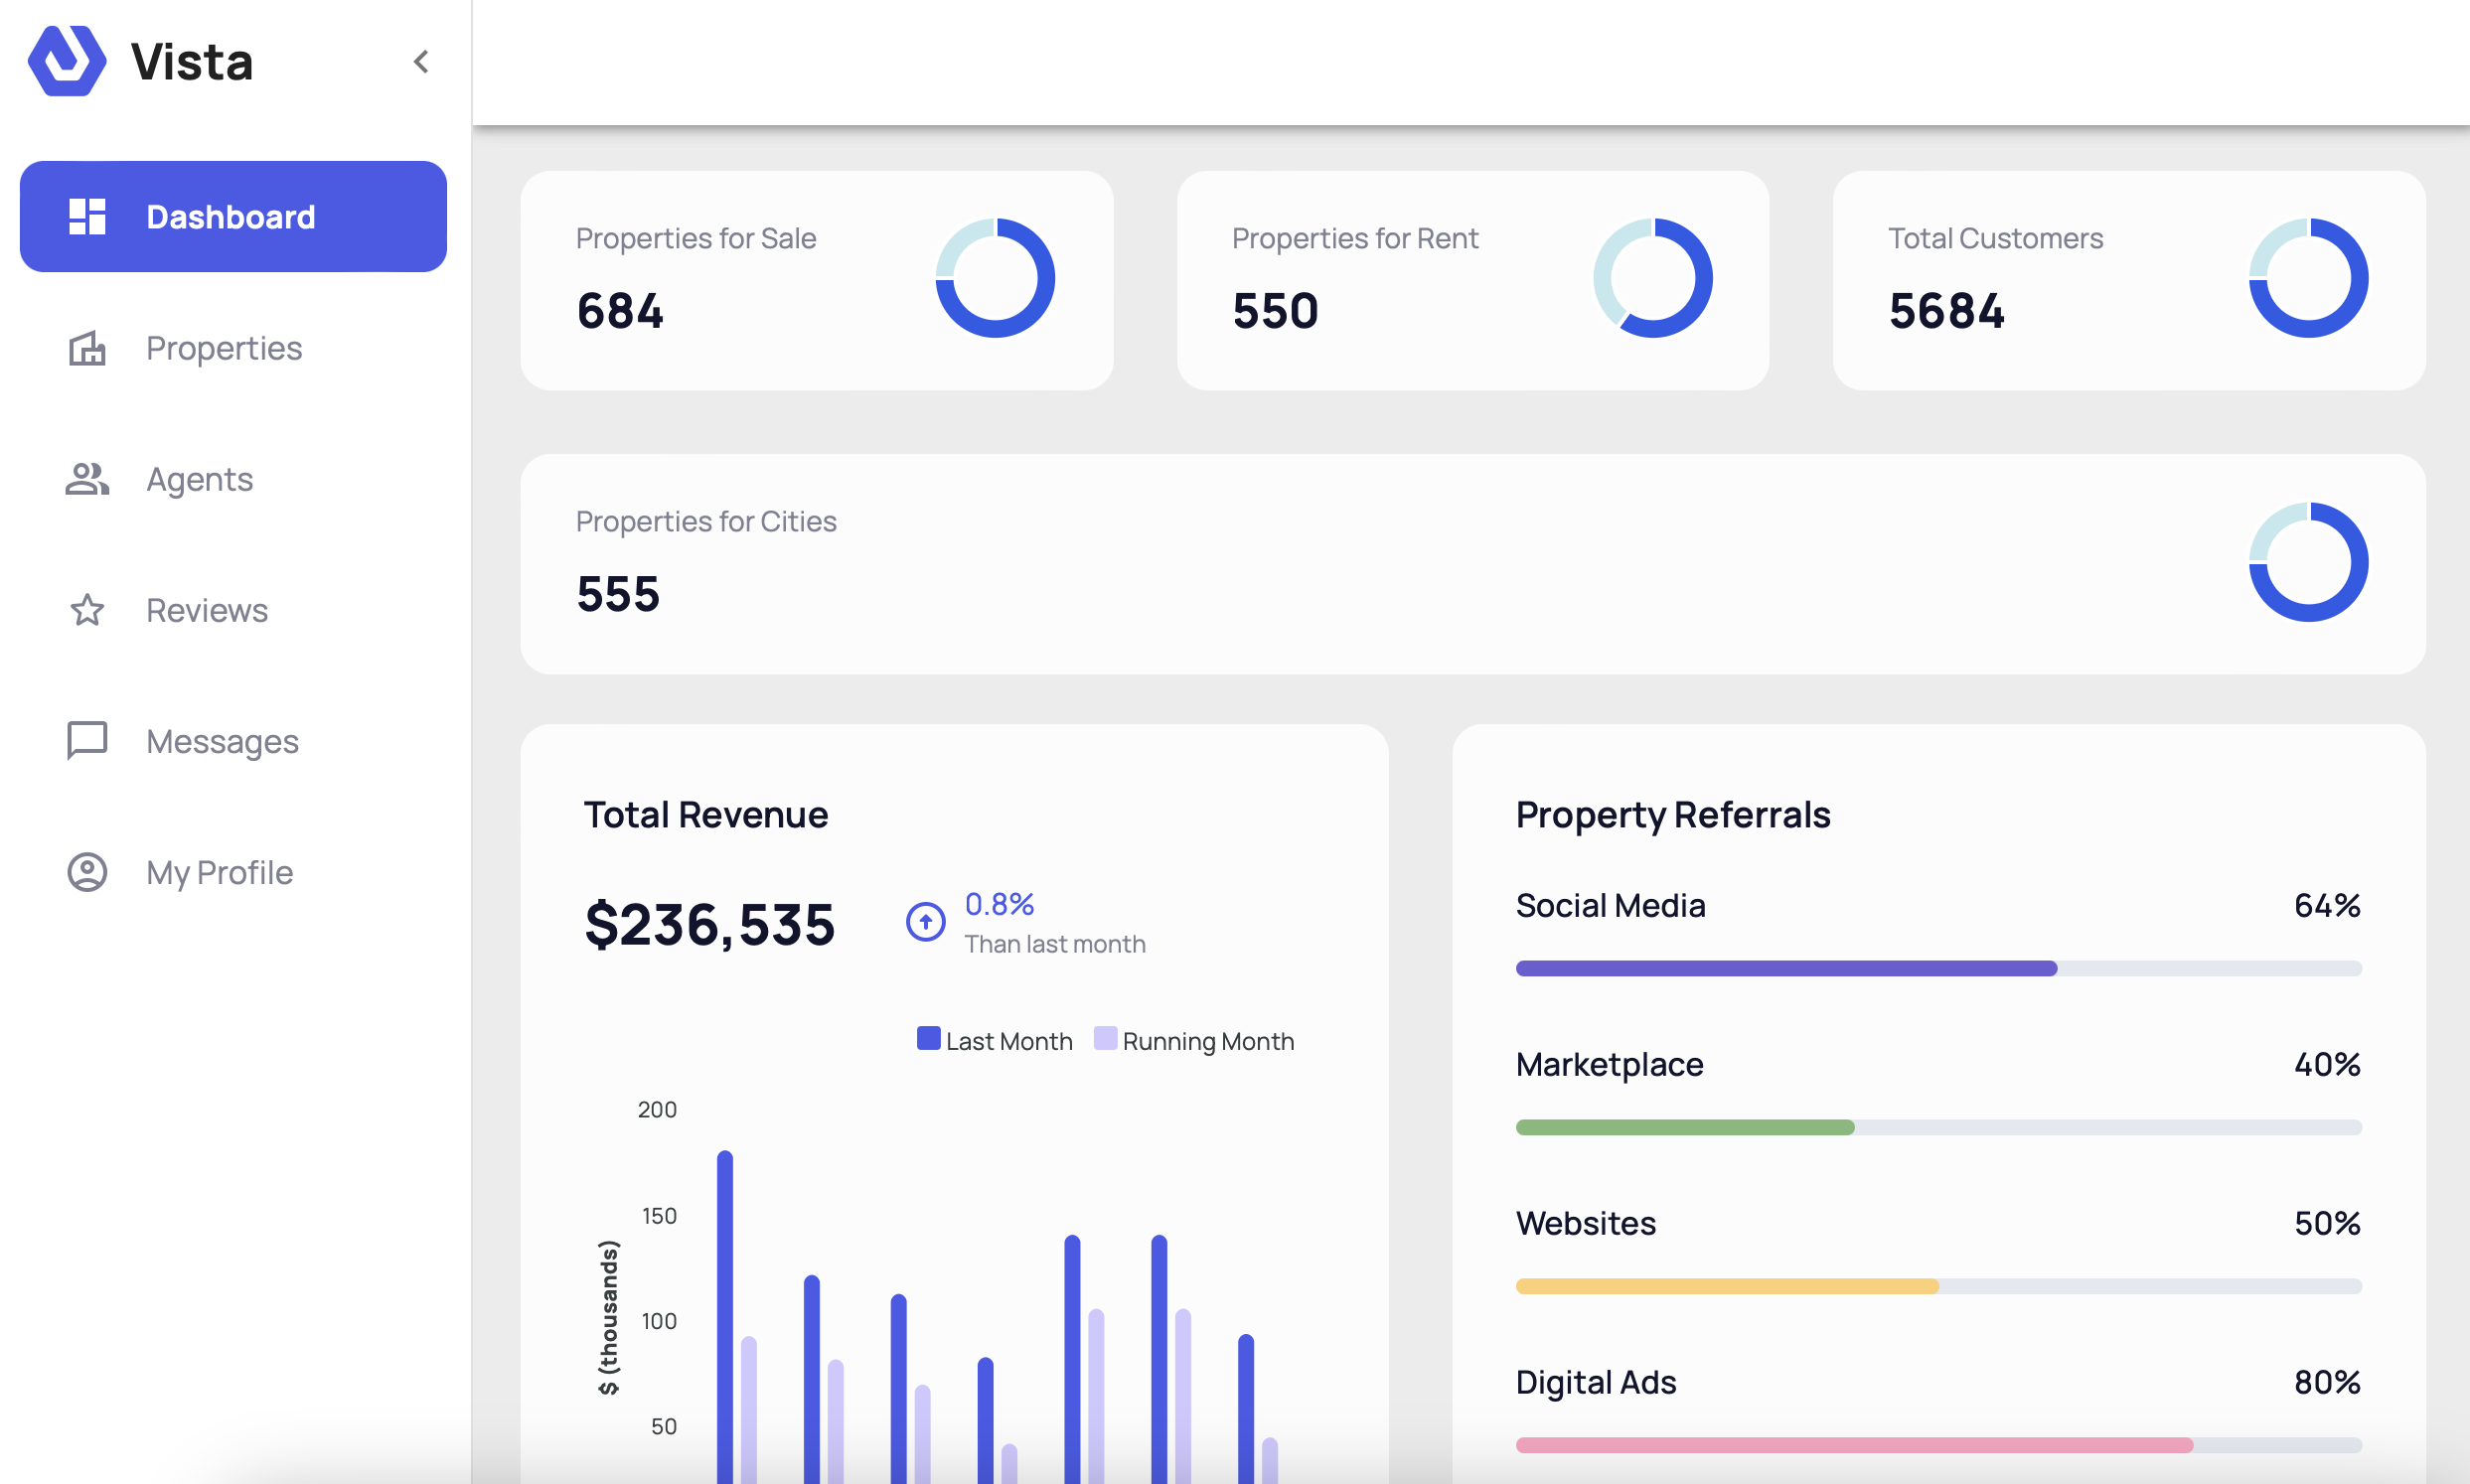 Vista
Dashboard
Properties
Agents
Reviews
Messages
My Profile
Properties for Sale
684
Properties for Rent
550
Total Customers
5684
Properties for Cities
555
Total Revenue
$236,535
0.8%
Than last month
Last Month
Running Month
200
150
100
50
$ (thousands)
Property Referrals
Social Media
64%
Marketplace
40%
Websites
50%
Digital Ads
80%